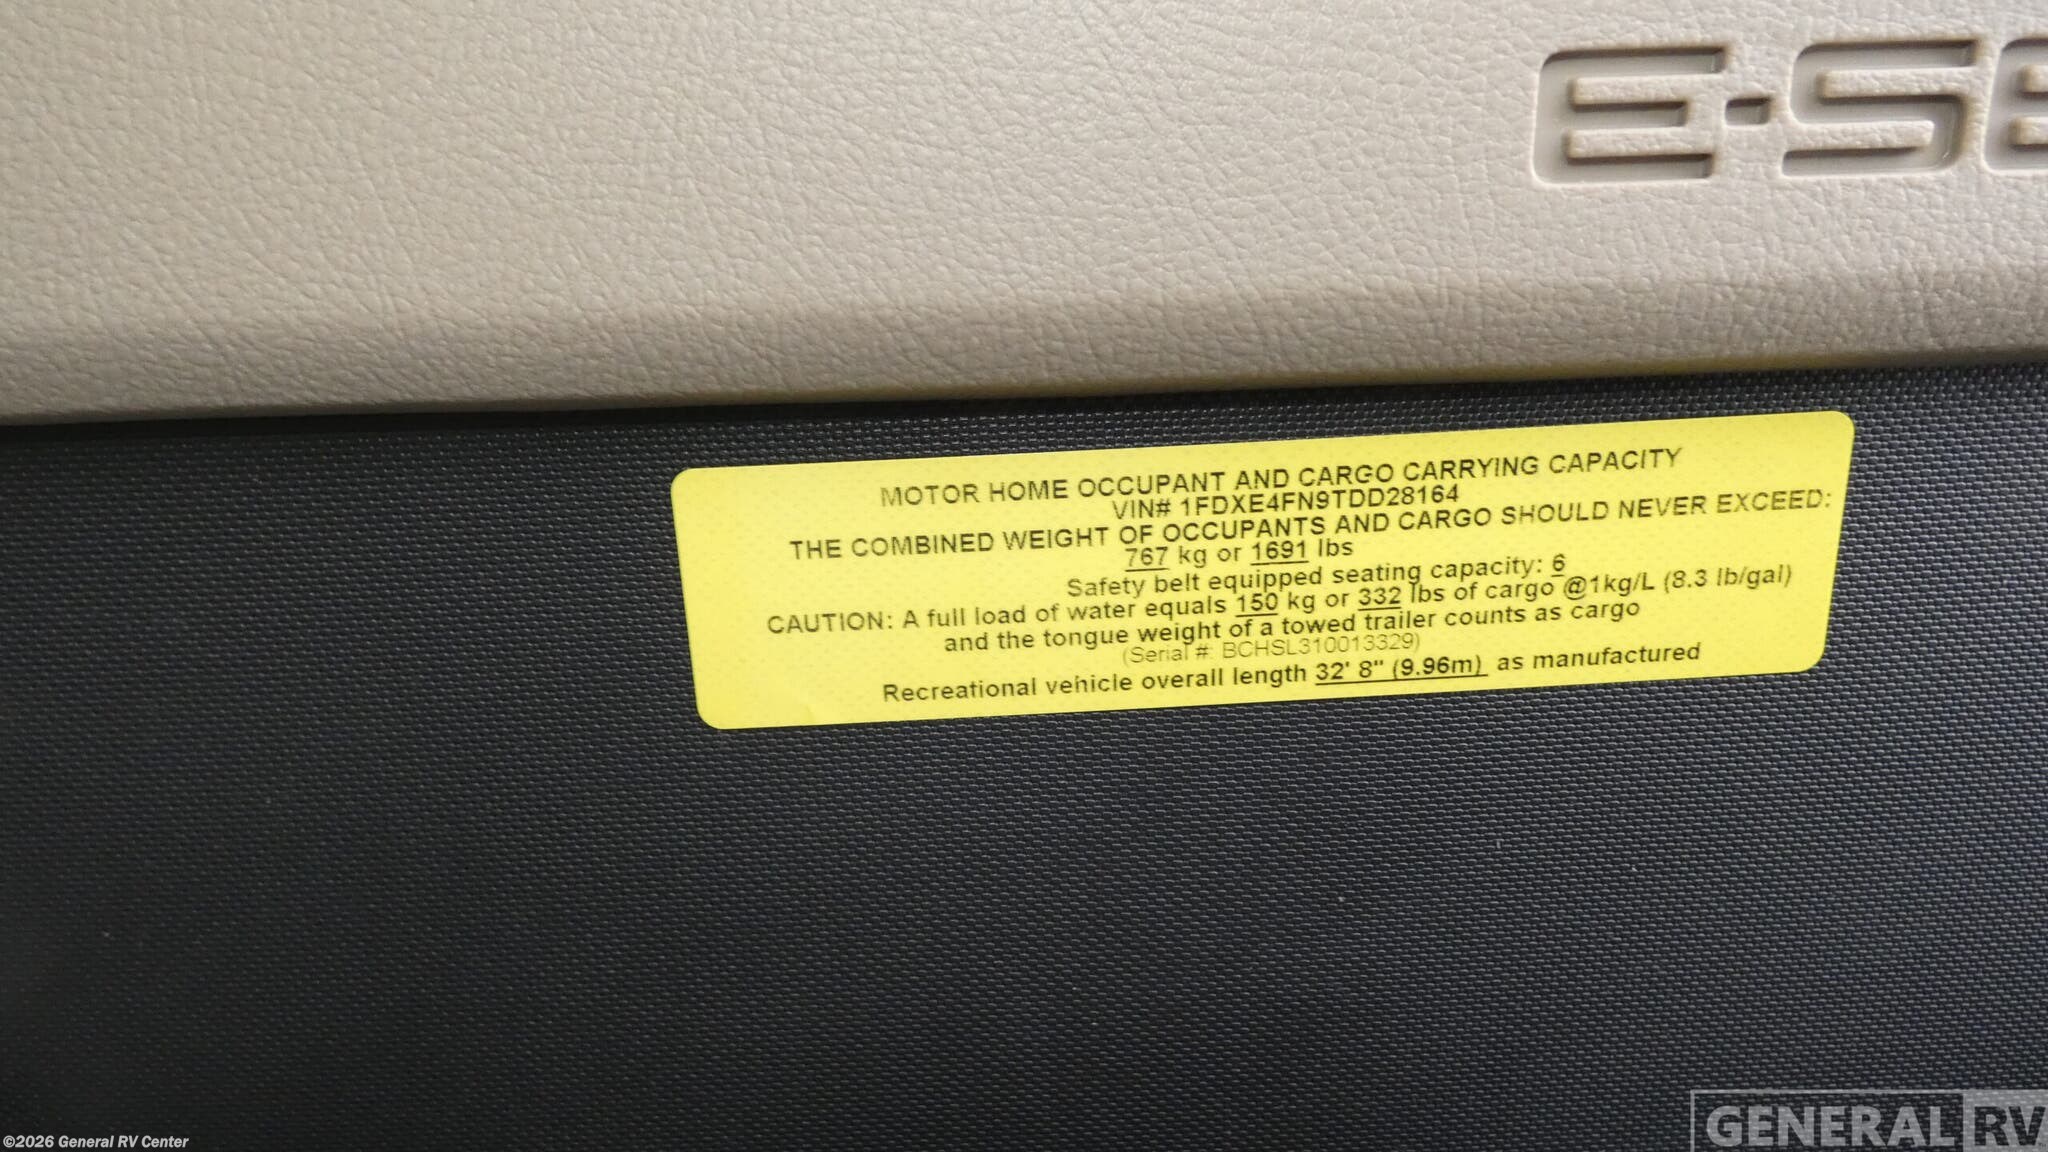 E-SE
MOTOR HOME OCCUPANT AND CARGO CARRYING CAPACITY
VIN# 1FDXE4FN9TDD28164
THE COMBINED WEIGHT OF OCCUPANTS AND CARGO SHOULD NEVER EXCEED:
767 kg or 1691 lbs
Safety belt equipped seating capacity: 6
CAUTION: A full load of water equals 150 kg or 332 lbs of cargo @1kg/L (8.3 lb/gal)
and the tongue weight of a towed trailer counts as cargo
(Serial #: BCHSL310013329)
Recreational vehicle overall length 32' 8" (9.96m) as manufactured
©2026 General RV Center
GENERAL RV